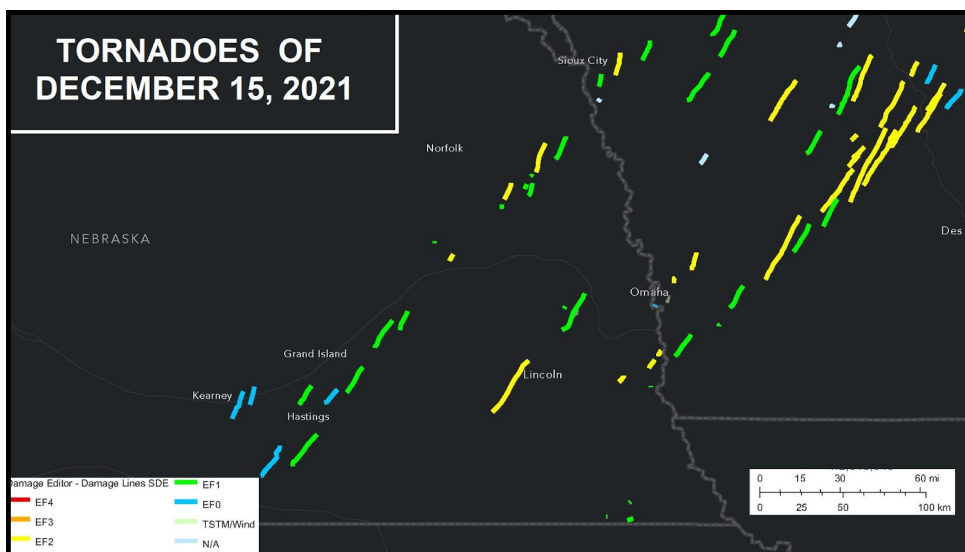 TORNADOES OF
DECEMBER 15, 2021
Sioux City
Norfolk
NEBRASKA
Des
Omaha
Grand Island
Lincoln
Kearney
Hastings
Damage Editor - Damage Lines SDE
EF4
EF3
EF2
EF1
EF0
TSTM/Wind
N/A
0 15 30 60 mi
0 25 50 100 km